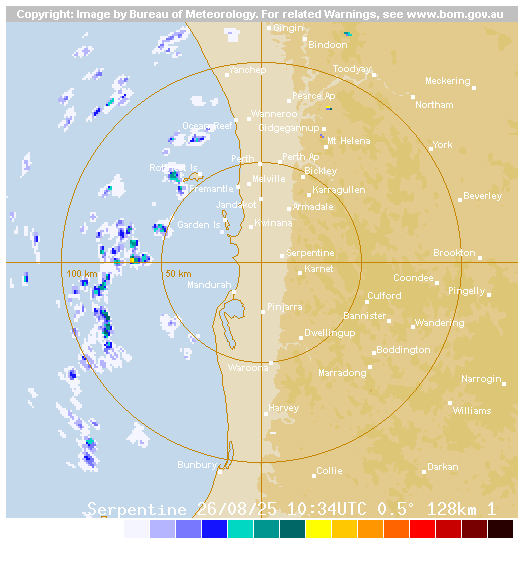 Copyright: Image by Bureau of Meteorology. For related Warnings, see www.bom.gov.au
Gingin
Bindoon
Yanchep
Toodyay
Meckering
Pearce Ap
Northam
Wanneroo
Ocean Reef
Gidgegannup
Mt Helena
York
Perth
Perth Ap
Rottnest Is
Bickley
Melville
Fremantle
Karragullen
Beverley
Jandakot
Armadale
Garden Is
Kwinana
Serpentine
Brookton
100 km
50 km
Karnet
Mandurah
Coondee
Pingelly
Culford
Pinjarra
Bannister
Wandering
Dwellingup
Boddington
Waroona
Marradong
Narrogin
Harvey
Williams
Bunbury
Collie
Darkan
Serpentine 26/08/25 10:34UTC 0.5° 128km 1